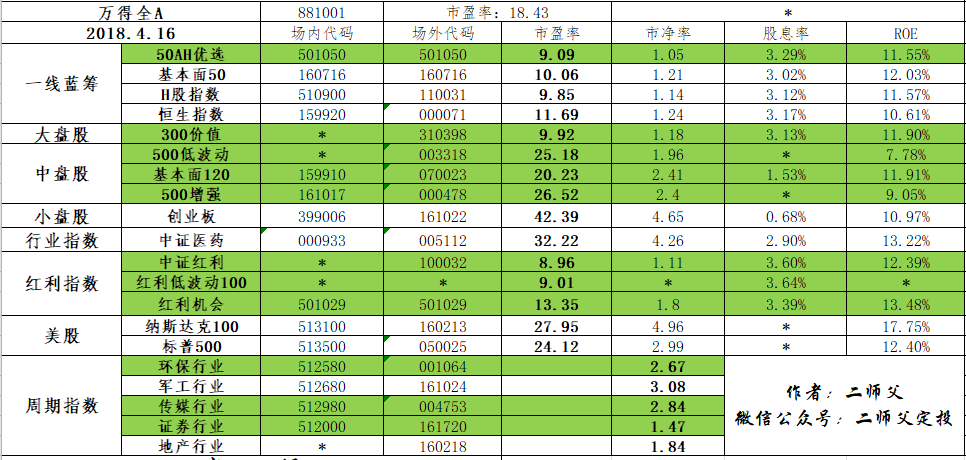 万得全A 881001 市盈率：18.43 *
2018.4.16 场内代码 场外代码 市盈率 市净率 股息率 ROE
一线蓝筹
50AH优选 501050 501050 9.09 1.05 3.29% 11.55%
基本面50 160716 160716 10.06 1.21 3.02% 12.03%
H股指数 510900 110031 9.85 1.14 3.12% 11.57%
恒生指数 159920 000071 11.69 1.24 3.17% 10.61%
大盘股 300价值 * 310398 9.92 1.18 3.13% 11.90%
中盘股
500低波动 * 003318 25.18 1.96 * 7.78%
基本面120 159910 070023 20.23 2.41 1.53% 11.91%
500增强 161017 000478 26.52 2.4 * 9.05%
小盘股 创业板 399006 161022 42.39 4.65 0.68% 10.97%
行业指数 中证医药 000933 005112 32.22 4.26 2.90% 13.22%
红利指数
中证红利 * 100032 8.96 1.11 3.60% 12.39%
红利低波动100 * * 9.01 * 3.64% *
红利机会 501029 501029 13.35 1.8 3.39% 13.48%
美股
纳斯达克100 513100 160213 27.95 4.96 * 17.75%
标普500 513500 050025 24.12 2.99 * 12.40%
周期指数
环保行业 512580 001064 2.67
军工行业 512680 161024 3.08
传媒行业 512980 004753 2.84
证券行业 512000 161720 1.47
地产行业 * 160218 1.84
作者：二师父
微信公众号：二师父定投